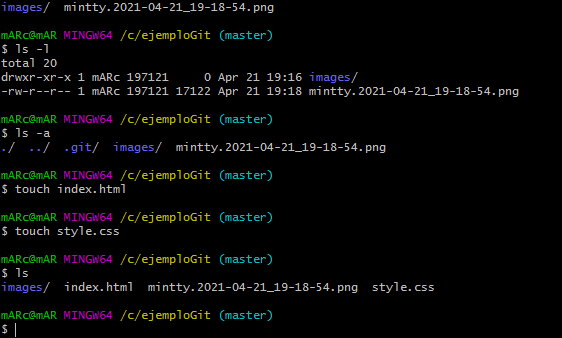 images/  mintty.2021-04-21_19-18-54.png
mARc@mAR MINGW64 /c/ejemploGit (master)
$ ls -l
total 20
drwxr-xr-x 1 mARc 197121     0 Apr 21 19:16 images/
-rw-r--r-- 1 mARc 197121 17122 Apr 21 19:18 mintty.2021-04-21_19-18-54.png
mARc@mAR MINGW64 /c/ejemploGit (master)
$ ls -a
./  ../  .git/  images/  mintty.2021-04-21_19-18-54.png
mARc@mAR MINGW64 /c/ejemploGit (master)
$ touch index.html
mARc@mAR MINGW64 /c/ejemploGit (master)
$ touch style.css
mARc@mAR MINGW64 /c/ejemploGit (master)
$ ls
images/  index.html  mintty.2021-04-21_19-18-54.png  style.css
mARc@mAR MINGW64 /c/ejemploGit (master)
$